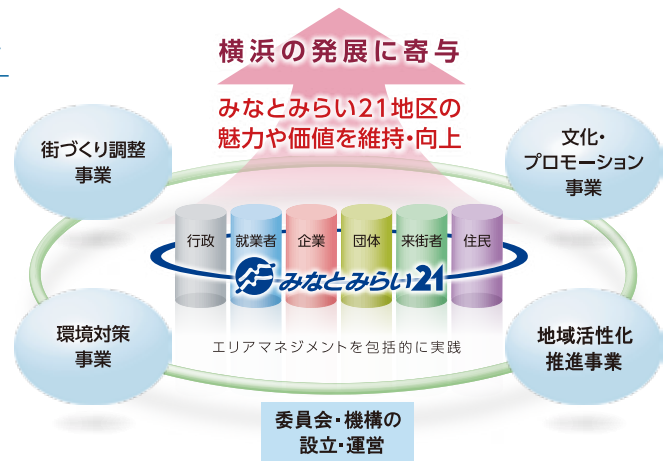 横浜の発展に寄与
みなとみらい21地区の
魅力や価値を維持・向上
街づくり調整
事業
文化・
プロモーション
事業
行政
就業者
企業
団体
来街者
住民
みなとみらい21
環境対策
事業
エリアマネジメントを包括的に実践
地域活性化
推進事業
委員会・機構の
設立・運営